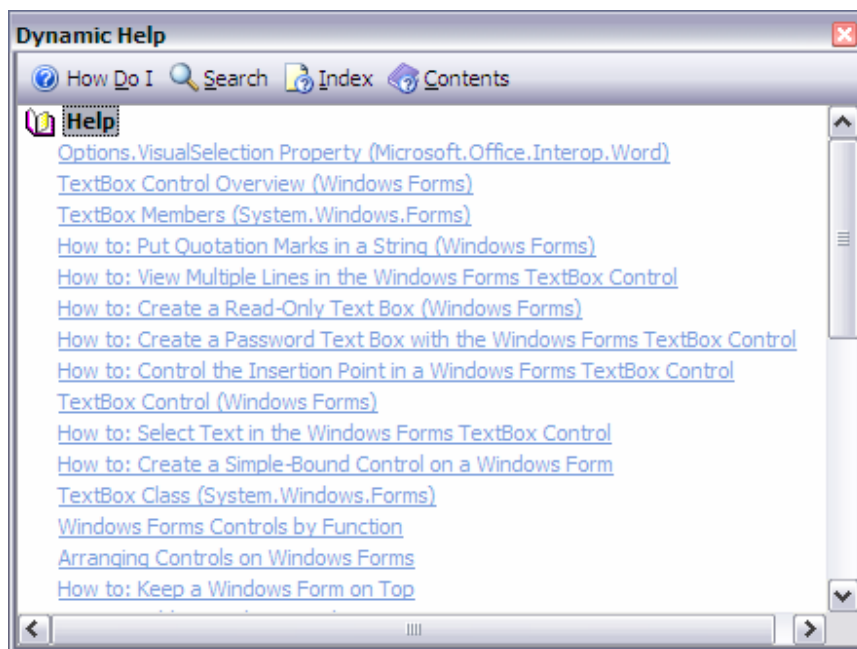 Dynamic Help
How Do I Search Index Contents
Help
Options.VisualSelection Property (Microsoft.Office.Interop.Word)
TextBox Control Overview (Windows Forms)
TextBox Members (System.Windows.Forms)
How to: Put Quotation Marks in a String (Windows Forms)
How to: View Multiple Lines in the Windows Forms TextBox Control
How to: Create a Read-Only Text Box (Windows Forms)
How to: Create a Password Text Box with the Windows Forms TextBox Control
How to: Control the Insertion Point in a Windows Forms TextBox Control
TextBox Control (Windows Forms)
How to: Select Text in the Windows Forms TextBox Control
How to: Create a Simple-Bound Control on a Windows Form
TextBox Class (System.Windows.Forms)
Windows Forms Controls by Function
Arranging Controls on Windows Forms
How to: Keep a Windows Form on Top